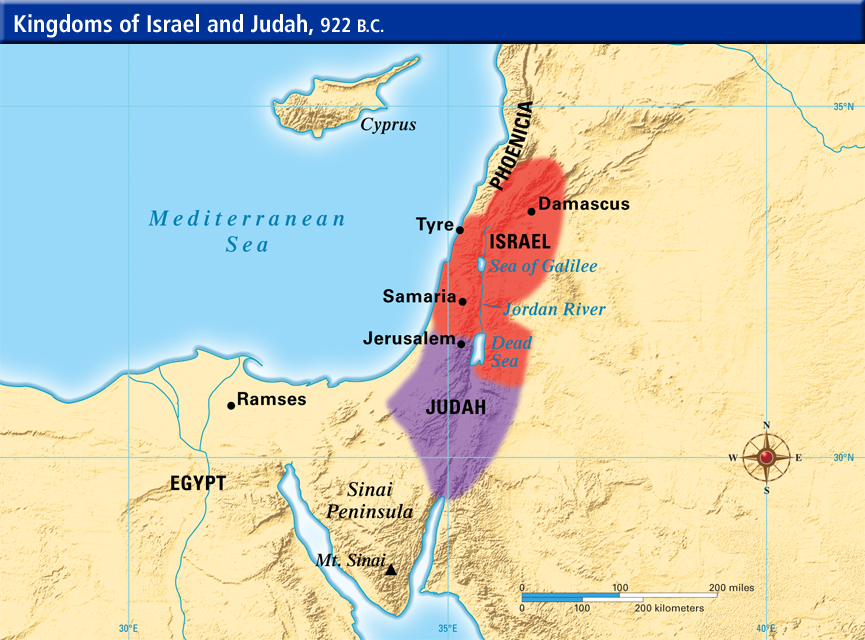 Kingdoms of Israel and Judah, 922 B.C.
35°N
Cyprus
PHOENICIA
Mediterranean
Sea
Damascus
Tyre
ISRAEL
Sea of Galilee
Samaria
Jordan River
Jerusalem
Dead
Sea
Ramses
JUDAH
N
W E
S
30°N
EGYPT
Sinai
Peninsula
Mt. Sinai
0 100 200 miles
0 100 200 kilometers
30°E 35°E 40°E